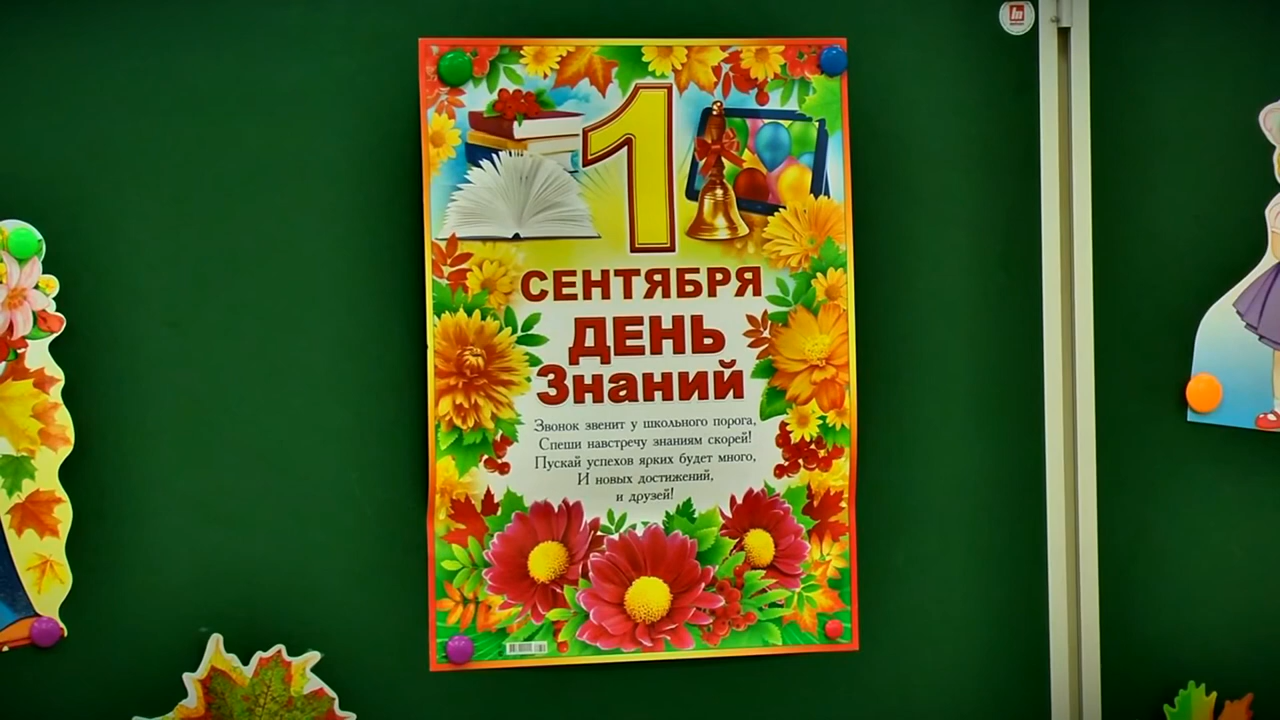 1
СЕНТЯБРЯ
ДЕНЬ
Знаний
Звонок звенит у школьного порога,
Спеши навстречу знаниям скорей!
Пускай успехов ярких будет много,
И новых достижений,
и друзей!